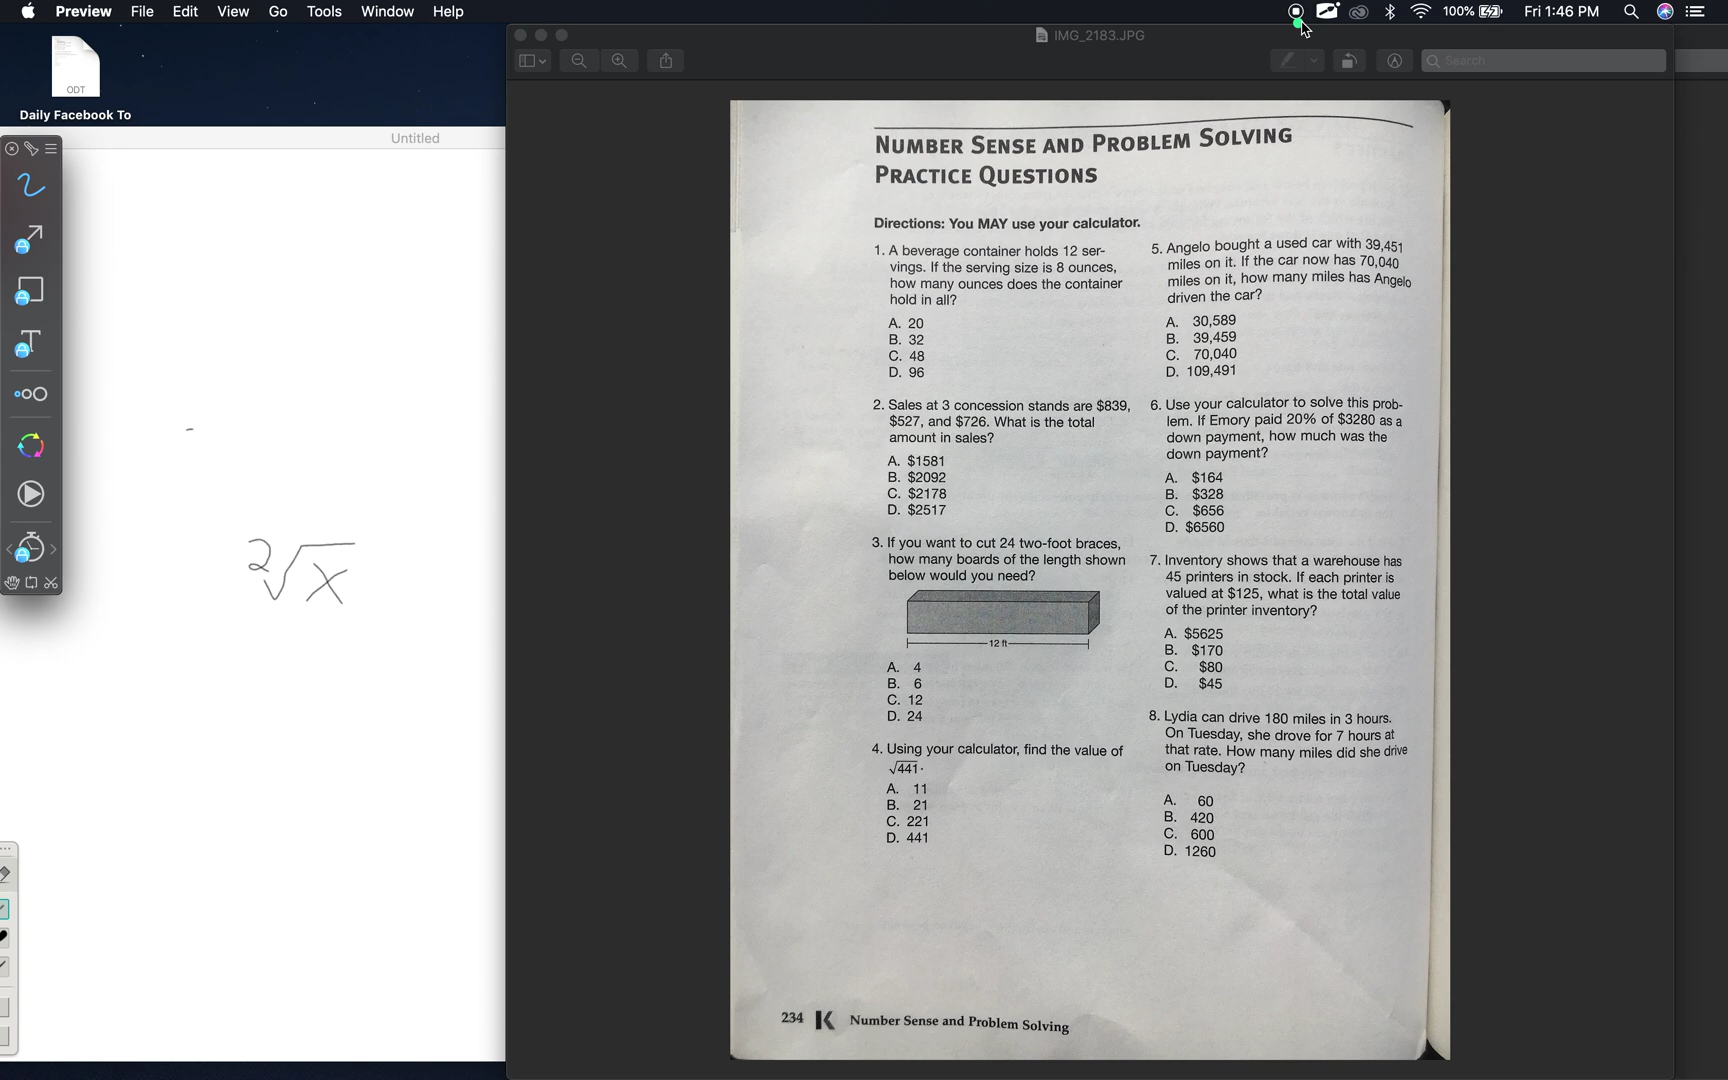 Preview File Edit View Go Tools Window Help
100% Fri 1:46 PM
IMG_2183.JPG
Search
ODT
Daily Facebook To
Untitled
T
2√x
NUMBER SENSE AND PROBLEM SOLVING
PRACTICE QUESTIONS
Directions: You MAY use your calculator.
1. A beverage container holds 12 ser-
vings. If the serving size is 8 ounces,
how many ounces does the container
hold in all?
A. 20
B. 32
C. 48
D. 96
2. Sales at 3 concession stands are $839,
$527, and $726. What is the total
amount in sales?
A. $1581
B. $2092
C. $2178
D. $2517
3. If you want to cut 24 two-foot braces,
how many boards of the length shown
below would you need?
12 ft
A. 4
B. 6
C. 12
D. 24
4. Using your calculator, find the value of
√441.
A. 11
B. 21
C. 221
D. 441
5. Angelo bought a used car with 39,451
miles on it. If the car now has 70,040
miles on it, how many miles has Angelo
driven the car?
A. 30,589
B. 39,459
C. 70,040
D. 109,491
6. Use your calculator to solve this prob-
lem. If Emory paid 20% of $3280 as a
down payment, how much was the
down payment?
A. $164
B. $328
C. $656
D. $6560
7. Inventory shows that a warehouse has
45 printers in stock. If each printer is
valued at $125, what is the total value
of the printer inventory?
A. $5625
B. $170
C. $80
D. $45
8. Lydia can drive 180 miles in 3 hours.
On Tuesday, she drove for 7 hours at
that rate. How many miles did she drive
on Tuesday?
A. 60
B. 420
C. 600
D. 1260
234 K Number Sense and Problem Solving